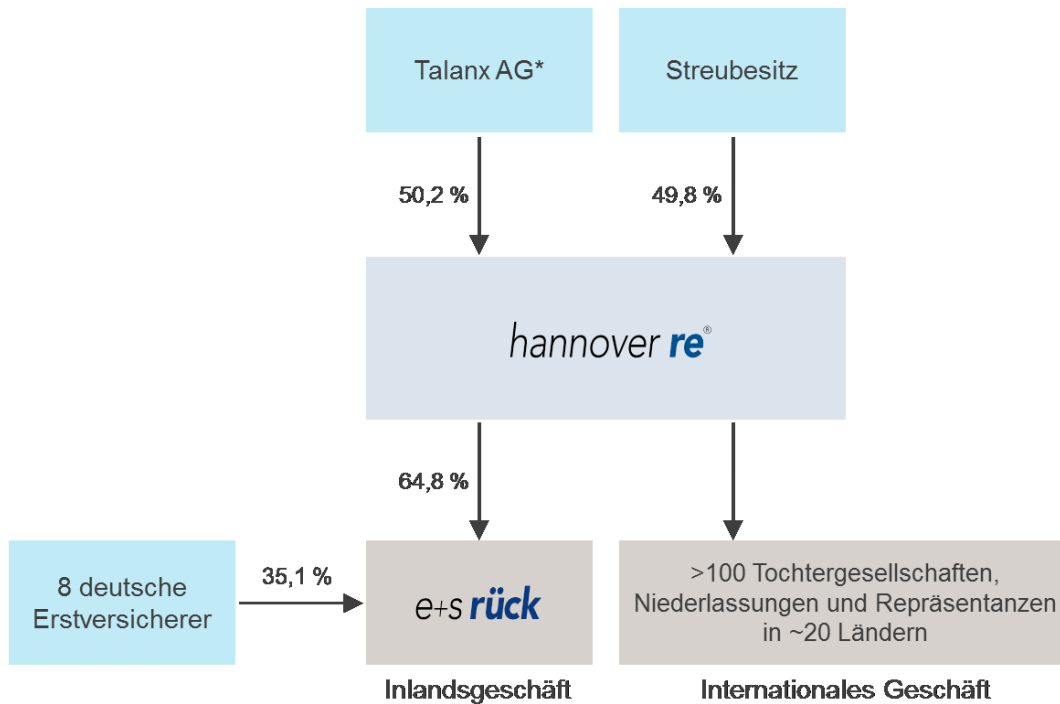 Talanx AG*
Streubesitz
50,2 %
49,8 %
hannover re®
64,8 %
8 deutsche
Erstversicherer
35,1 %
e+s rück
>100 Tochtergesellschaften,
Niederlassungen und Repräsentanzen
in ~20 Ländern
Inlandsgeschäft
Internationales Geschäft